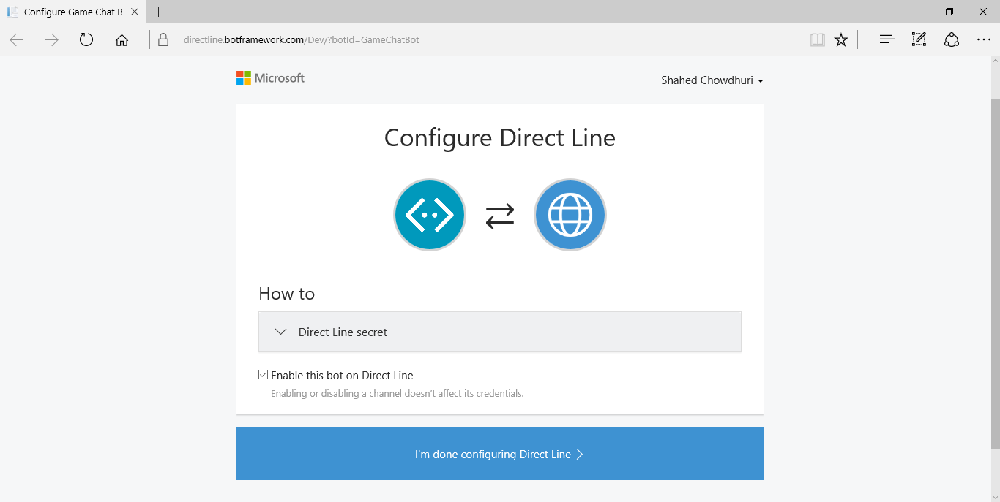 Configure Game Chat B
directline.botframework.com/Dev/?botId=GameChatBot
Microsoft
Shahed Chowdhuri
Configure Direct Line
How to
Direct Line secret
Enable this bot on Direct Line
Enabling or disabling a channel doesn't affect its credentials.
I'm done configuring Direct Line